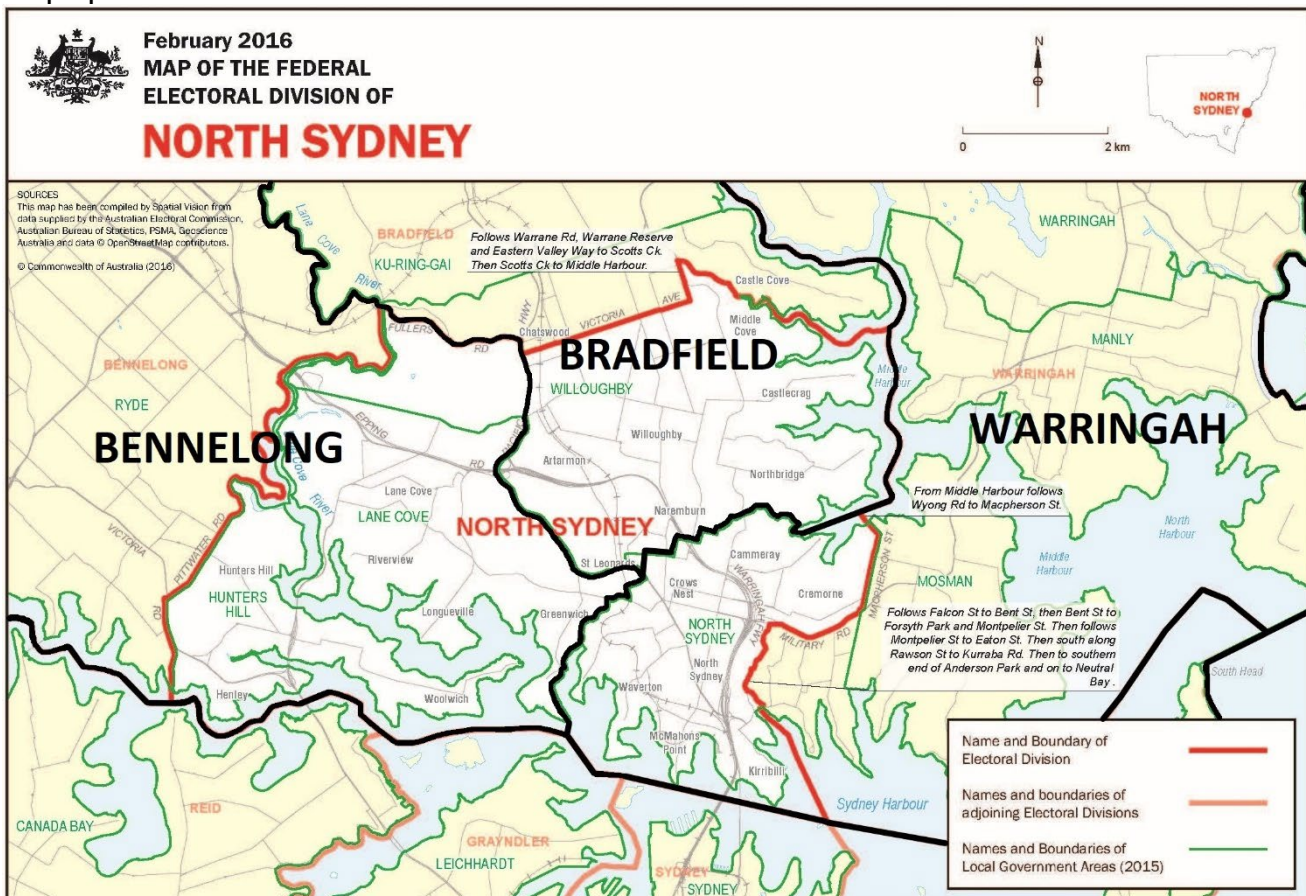 February 2016
MAP OF THE FEDERAL
ELECTORAL DIVISION OF
NORTH SYDNEY
N
0
2 km
NORTH
SYDNEY
SOURCES
This map has been compiled by Spatial Vision from
data supplied by the Australian Electoral Commission,
Australian Bureau of Statistics, PSMA, Geoscience
Australia and data © OpenStreetMap contributors.
© Commonwealth of Australia (2016)
Lane Cove
River
BRADFIELD
KU-RING-GAI
Follows Warrane Rd, Warrane Reserve
and Eastern Valley Way to Scotts Ck.
Then Scotts Ck to Middle Harbour.
WARRINGAH
Castle Cove
FULLERS
RD
HWY
Chatswood
VICTORIA
AVE
Middle
Cove
MANLY
BRADFIELD
BENNELONG
RYDE
WILLOUGHBY
Middle
Harbour
WARRINGAH
Castlecrag
BENNELONG
WARRINGAH
EPPING
RD
Willoughby
Artarmon
Northbridge
Cove
River
Lane Cove
LANE COVE
NORTH SYDNEY
Naremburn
From Middle Harbour follows
Wyong Rd to Macpherson St.
North
Harbour
VICTORIA
RD
PITTWATER
RD
Riverview
St Leonards
Cammeray
MACPHERSON ST
Middle
Harbour
Hunters Hill
HUNTERS
HILL
Longueville
Greenwich
Crows
Nest
WARRINGAH FWY
Cremorne
MOSMAN
NORTH
SYDNEY
MILITARY
RD
Follows Falcon St to Bent St, then Bent St to
Forsyth Park and Montpelier St. Then follows
Montpelier St to Eaton St. Then south along
Rawson St to Kurraba Rd. Then to southern
end of Anderson Park and on to Neutral
Bay .
North
Sydney
South Head
Henley
Woolwich
Waverton
McMahons
Point
Kirribilli
Sydney Harbour
REID
CANADA BAY
GRAYNDLER
LEICHHARDT
SYDNEY
SYDNEY
Name and Boundary of
Electoral Division
Names and boundaries of
adjoining Electoral Divisions
Names and Boundaries of
Local Government Areas (2015)